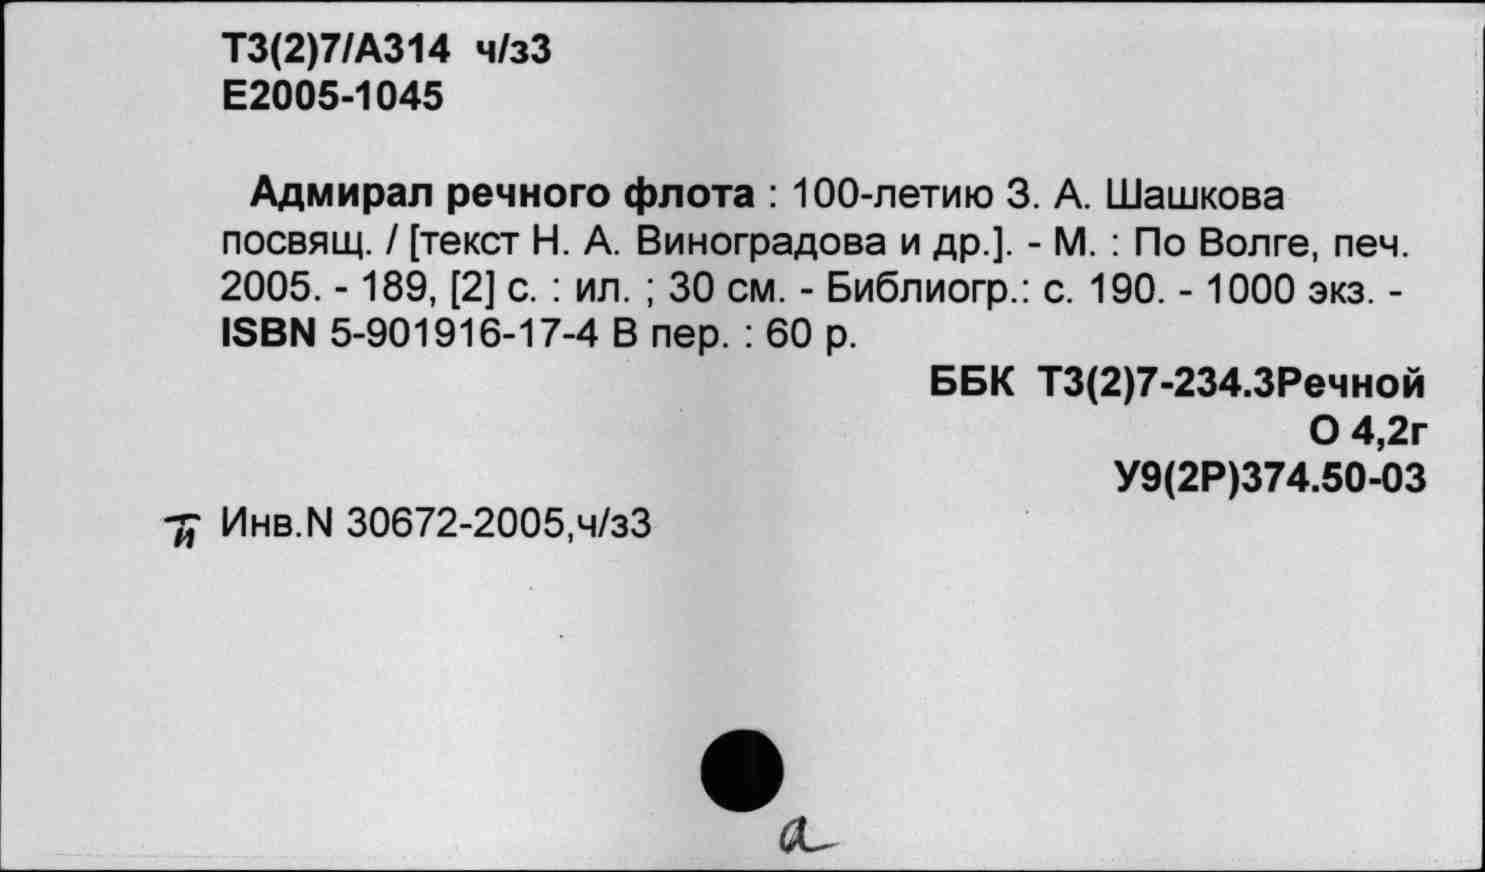 Т3(2)7/А314 ч/з3
Е2005-1045
Адмирал речного флота : 100-летию З. А. Шашкова
посвящ. / [текст Н. А. Виноградова и др.]. - М. : По Волге, печ.
2005. - 189, [2] с. : ил. ; 30 см. - Библиогр.: с. 190. - 1000 экз. -
ISBN 5-901916-17-4 В пер. : 60 р.
ББК Т3(2)7-234.3Речной
О 4,2г
У9(2Р)374.50-03
Инв.N 30672-2005,ч/з3
а